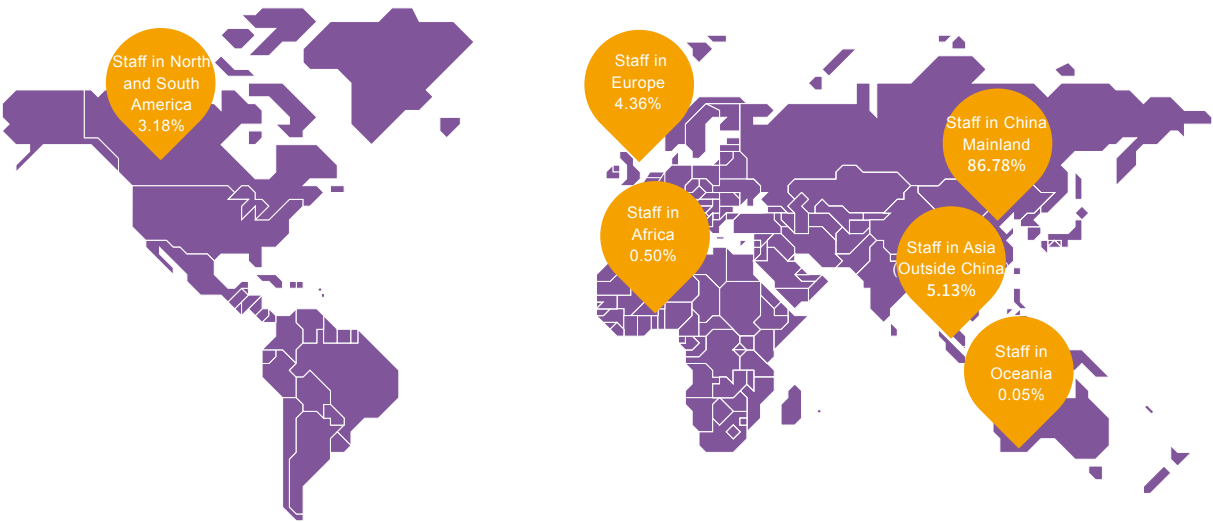 Staff in North
and South
America
3.18%
Staff in
Europe
4.36%
Staff in China
Mainland
86.78%
Staff in
Africa
0.50%
Staff in Asia
(Outside China)
5.13%
Staff in
Oceania
0.05%